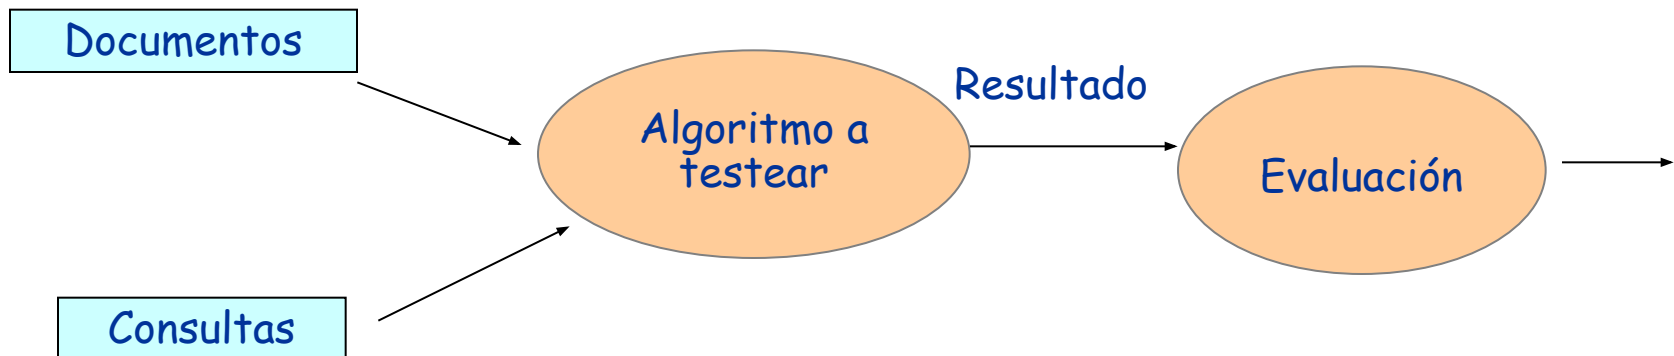 Documentos
Resultado
Algoritmo a
testear
Evaluación
Consultas